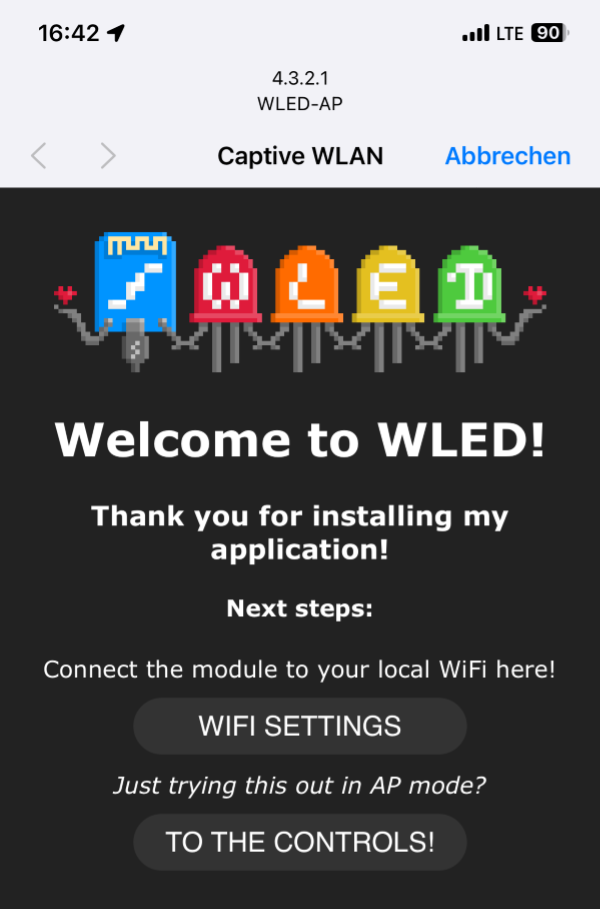 16:42
LTE 90
4.3.2.1
WLED-AP
Captive WLAN
Abbrechen
WLED
Welcome to WLED!
Thank you for installing my
application!
Next steps:
Connect the module to your local WiFi here!
WIFI SETTINGS
Just trying this out in AP mode?
TO THE CONTROLS!